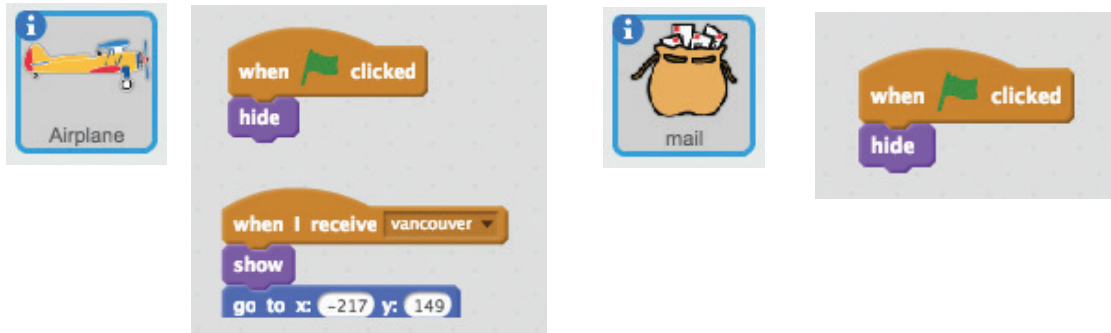 i
Airplane
when clicked
hide
when I receive vancouver
show
go to x: -217 y: 149
i
mail
when clicked
hide